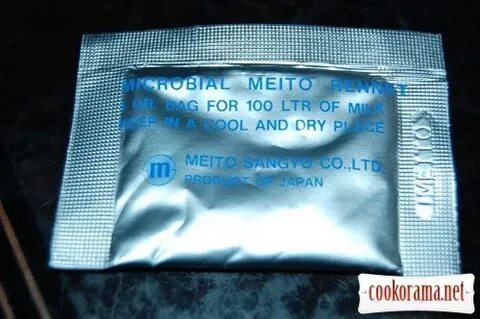 MICROBIAL MEITO RENNET
1 GR. BAG FOR 100 LTR OF MILK
KEEP IN A COOL AND DRY PLACE
m MEITO SANGYO CO.,LTD.
PRODUCT OF JAPAN
MEITO
cookorama.net